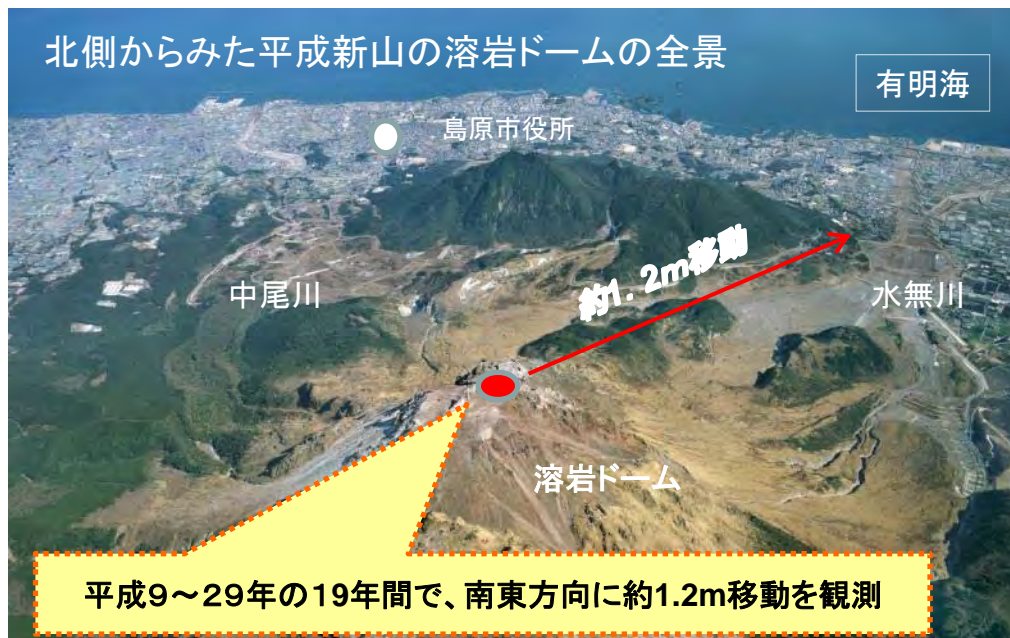 北側からみた平成新山の溶岩ドームの全景
有明海
島原市役所
約1．2m移動
中尾川
水無川
溶岩ドーム
平成９～２９年の１９年間で、南東方向に約1.2m移動を観測